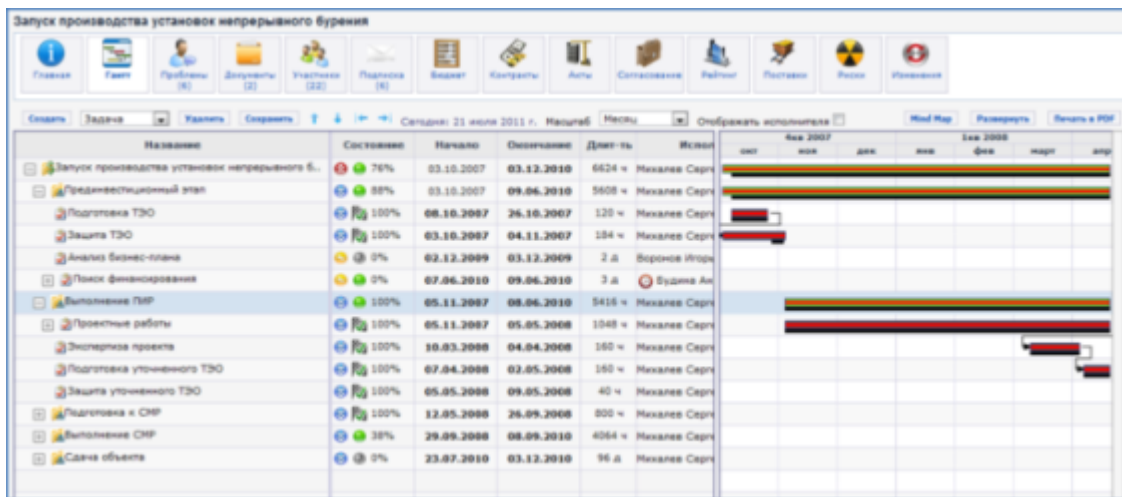 Запуск производства установок непрерывного бурения
Главная Гантт Проблемы (6) Документы (2) Участники (22) Подписка (6) Бюджет Контракты Акты Согласование Рейтинг Поставки Риски Изменения
Создать Задача Удалить Сохранить Сегодня: 21 июля 2011 г. Масштаб Месяц Отображать исполнителя Mind Map Развернуть Печать в PDF
Название Состояние Начало Окончание Длит-ть Испол 4кв 2007 1кв 2008
окт ноя дек янв фев март апр
Запуск производства установок непрерывного б.. 76% 03.10.2007 03.12.2010 6624 ч Михалев Серге
Прединвестиционный этап 88% 03.10.2007 09.06.2010 5608 ч Михалев Серге
Подготовка ТЭО 100% 08.10.2007 26.10.2007 120 ч Михалев Серге
Защита ТЭО 100% 03.10.2007 04.11.2007 184 ч Михалев Серге
Анализ бизнес-плана 0% 02.12.2009 03.12.2009 2 д Воронов Игорь
Поиск финансирования 0% 07.06.2010 09.06.2010 3 д Будина Ан
Выполнение ПИР 100% 05.11.2007 08.06.2010 5416 ч Михалев Серге
Проектные работы 100% 05.11.2007 05.05.2008 1048 ч Михалев Серге
Экспертиза проекта 100% 10.03.2008 04.04.2008 160 ч Михалев Серге
Подготовка уточненного ТЭО 100% 07.04.2008 02.05.2008 160 ч Михалев Серге
Защита уточненного ТЭО 100% 05.05.2008 09.05.2008 40 ч Михалев Серге
Подготовка к СМР 100% 12.05.2008 26.09.2008 800 ч Михалев Серге
Выполнение СМР 38% 29.09.2008 08.09.2010 4064 ч Михалев Серге
Сдача объекта 0% 23.07.2010 03.12.2010 96 д Михалев Серге